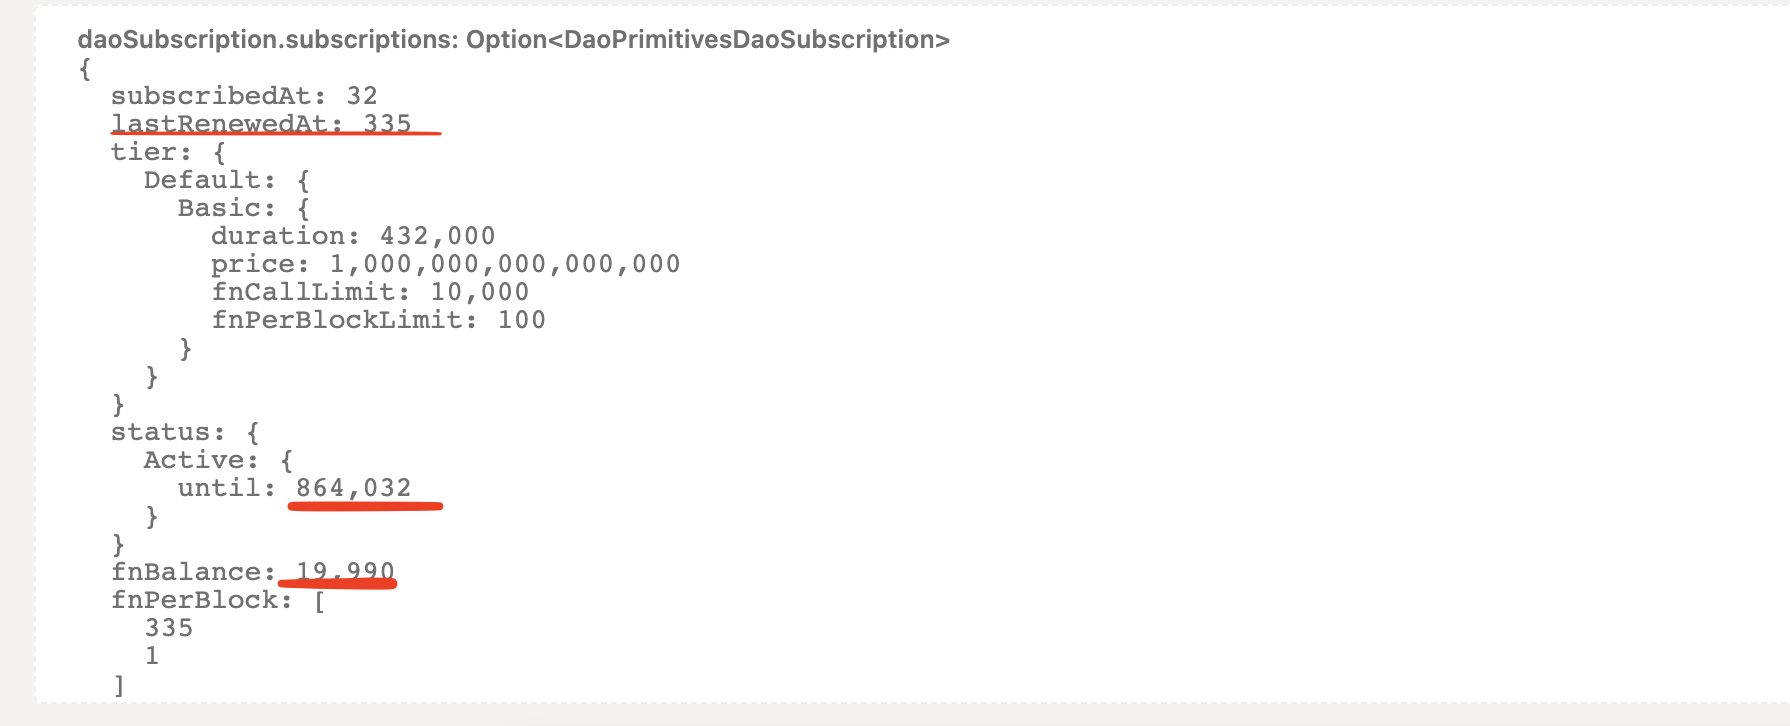 daoSubscription.subscriptions: Option<DaoPrimitivesDaoSubscription>
{
  subscribedAt: 32
  lastRenewedAt: 335
  tier: {
    Default: {
      Basic: {
        duration: 432,000
        price: 1,000,000,000,000,000
        fnCallLimit: 10,000
        fnPerBlockLimit: 100
      }
    }
  }
  status: {
    Active: {
      until: 864,032
    }
  }
  fnBalance: 19,990
  fnPerBlock: [
    335
    1
  ]